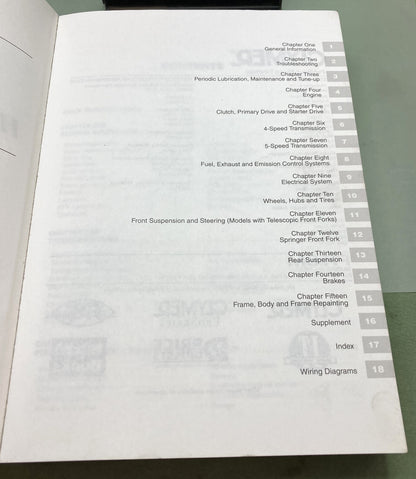 Chapter One
General Information 1
Chapter Two
Troubleshooting 2
Chapter Three
Periodic Lubrication, Maintenance and Tune-up 3
Chapter Four
Engine 4
Chapter Five
Clutch, Primary Drive and Starter Drive 5
Chapter Six
4-Speed Transmission 6
Chapter Seven
5-Speed Transmission 7
Chapter Eight
Fuel, Exhaust and Emission Control Systems 8
Chapter Nine
Electrical System 9
Chapter Ten
Wheels, Hubs and Tires 10
Chapter Eleven
Front Suspension and Steering (Models with Telescopic Front Forks) 11
Chapter Twelve
Springer Front Fork 12
Chapter Thirteen
Rear Suspension 13
Chapter Fourteen
Brakes 14
Chapter Fifteen
Frame, Body and Frame Repainting 15
Supplement 16
Index 17
Wiring Diagrams 18